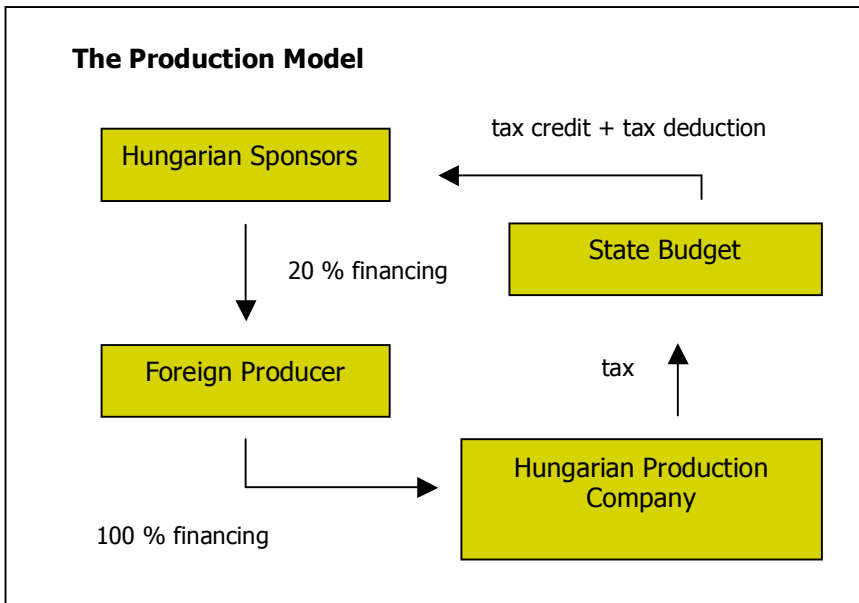 The Production Model
tax credit + tax deduction
Hungarian Sponsors
State Budget
20 % financing
Foreign Producer
tax
Hungarian Production
Company
100 % financing